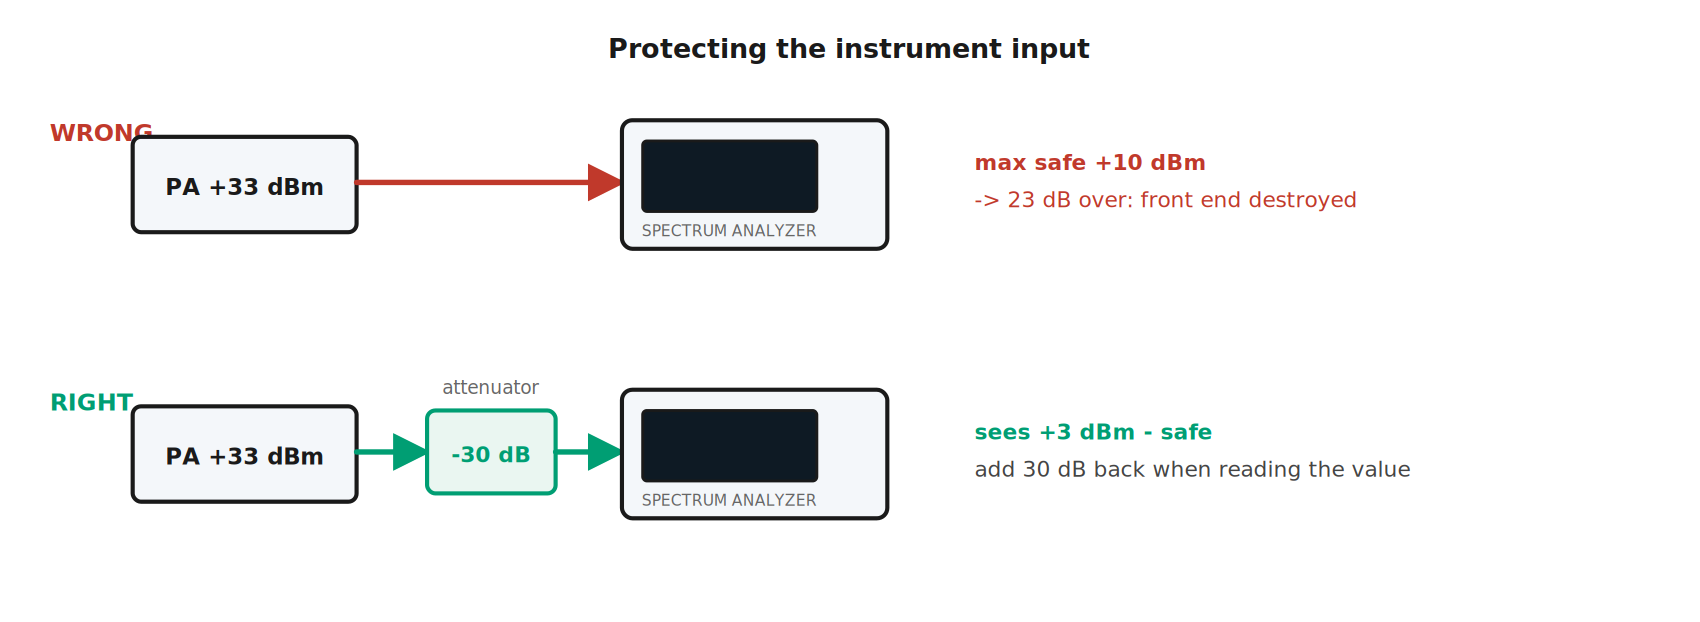 Protecting the instrument input
WRONG
PA +33 dBm
SPECTRUM ANALYZER
max safe +10 dBm
-> 23 dB over: front end destroyed
RIGHT
PA +33 dBm
attenuator
-30 dB
SPECTRUM ANALYZER
sees +3 dBm - safe
add 30 dB back when reading the value